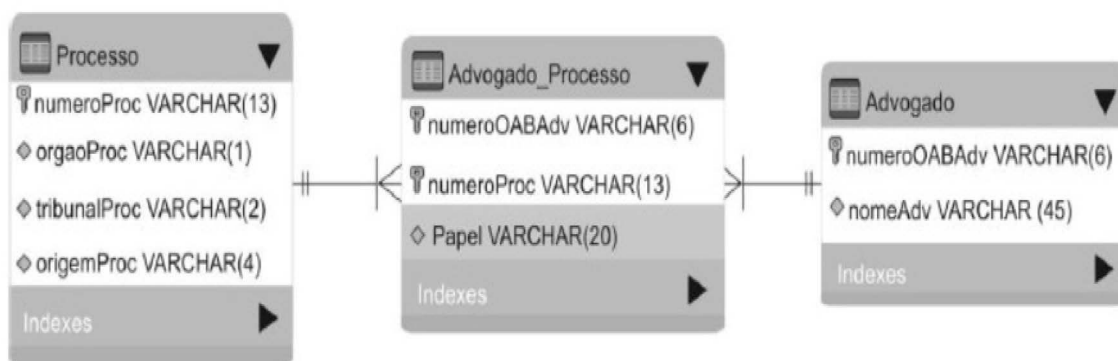 Processo
numeroProc VARCHAR(13)
orgaoProc VARCHAR(1)
tribunalProc VARCHAR(2)
origemProc VARCHAR(4)
Indexes
Advogado_Processo
numeroOABAdv VARCHAR(6)
numeroProc VARCHAR(13)
Papel VARCHAR(20)
Indexes
Advogado
numeroOABAdv VARCHAR(6)
nomeAdv VARCHAR (45)
Indexes